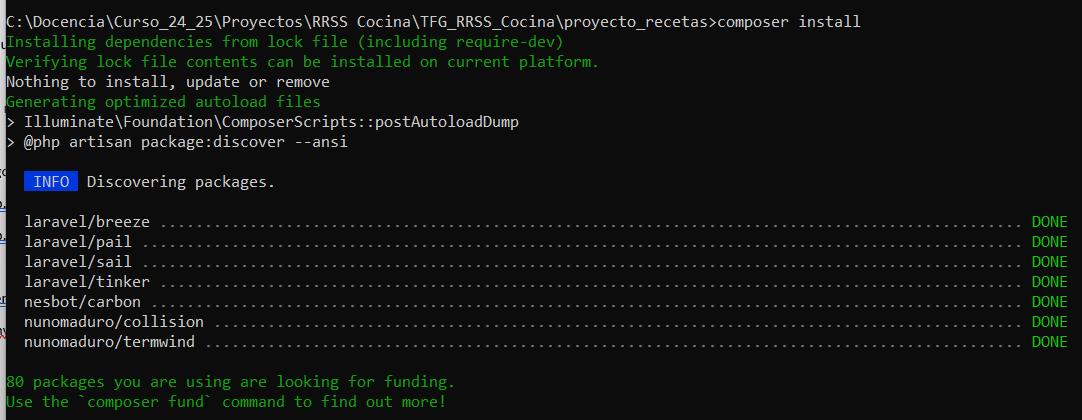 C:\Docencia\Curso_24_25\Proyectos\RRSS Cocina\TFG_RRSS_Cocina\proyecto_recetas>composer install
Installing dependencies from lock file (including require-dev)
Verifying lock file contents can be installed on current platform.
Nothing to install, update or remove
Generating optimized autoload files
> Illuminate\Foundation\ComposerScripts::postAutoloadDump
> @php artisan package:discover --ansi
INFO Discovering packages.
laravel/breeze ................................................................................................ DONE
laravel/pail .................................................................................................. DONE
laravel/sail .................................................................................................. DONE
laravel/tinker ................................................................................................ DONE
nesbot/carbon ................................................................................................. DONE
nunomaduro/collision .......................................................................................... DONE
nunomaduro/termwind ........................................................................................... DONE
80 packages you are using are looking for funding.
Use the `composer fund` command to find out more!